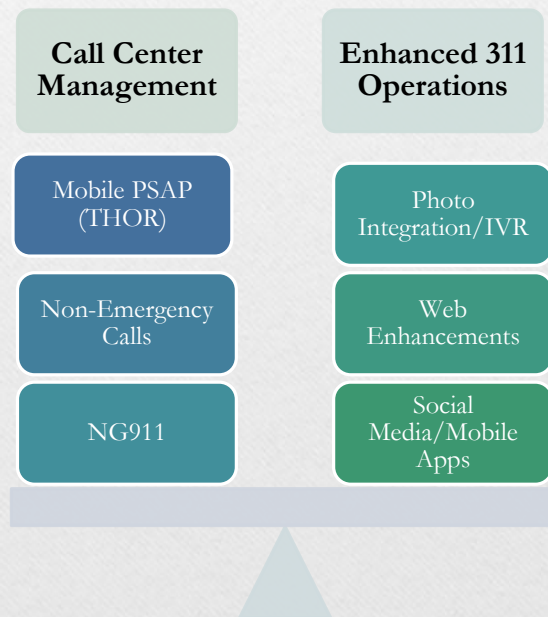 Call Center
Management
Enhanced 311
Operations
Mobile PSAP
(THOR)
Non-Emergency
Calls
NG911
Photo
Integration/IVR
Web
Enhancements
Social
Media/Mobile
Apps